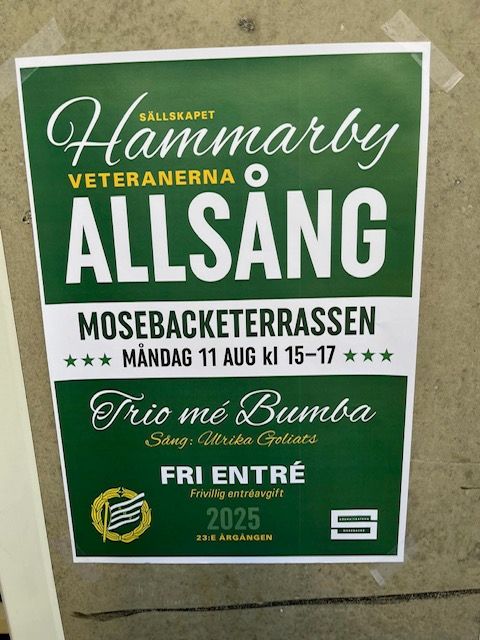 SÄLLSKAPET
Hammarby
VETERANERNA
ALLSÅNG
MOSEBACKETERRASSEN
MÅNDAG 11 AUG kl 15–17
Trio mé Bumba
Sång: Ulrika Goliats
FRI ENTRÉ
Frivillig entréavgift
2025
23:E ÅRGÅNGEN